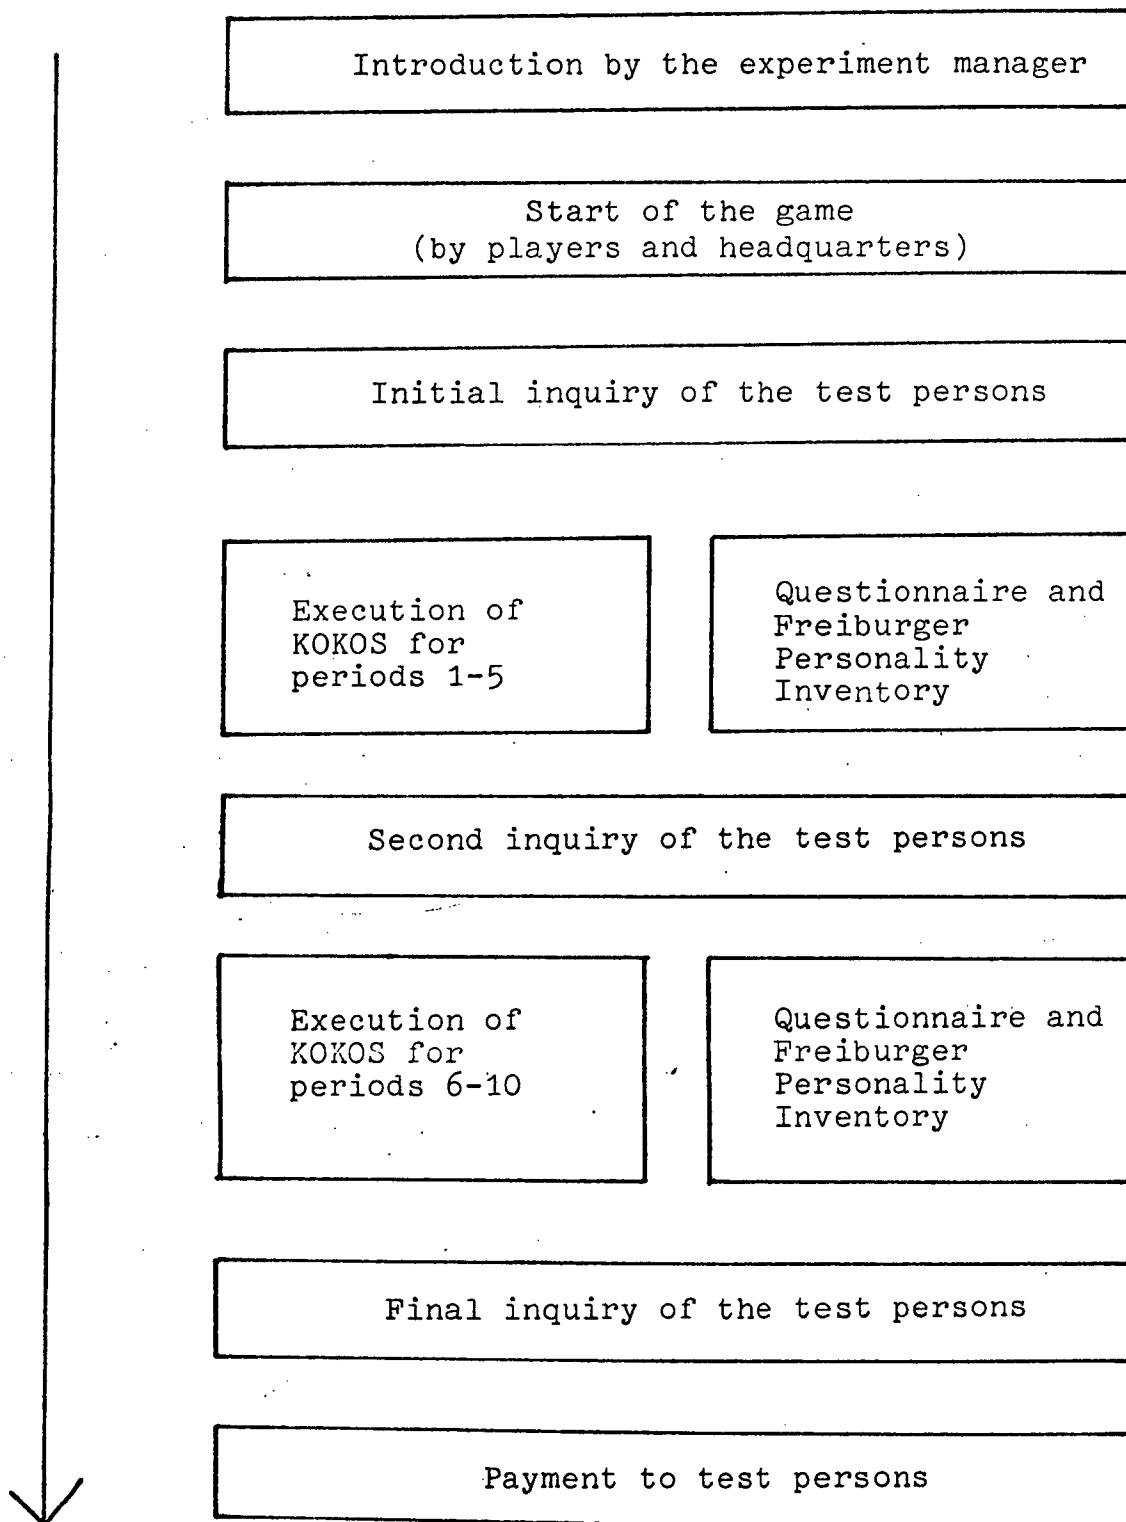 Introduction by the experiment manager
Start of the game
(by players and headquarters)
Initial inquiry of the test persons
Execution of
KOKOS for
periods 1-5
Questionnaire and
Freiburger
Personality
Inventory
Second inquiry of the test persons
Execution of
KOKOS for
periods 6-10
Questionnaire and
Freiburger
Personality
Inventory
Final inquiry of the test persons
Payment to test persons